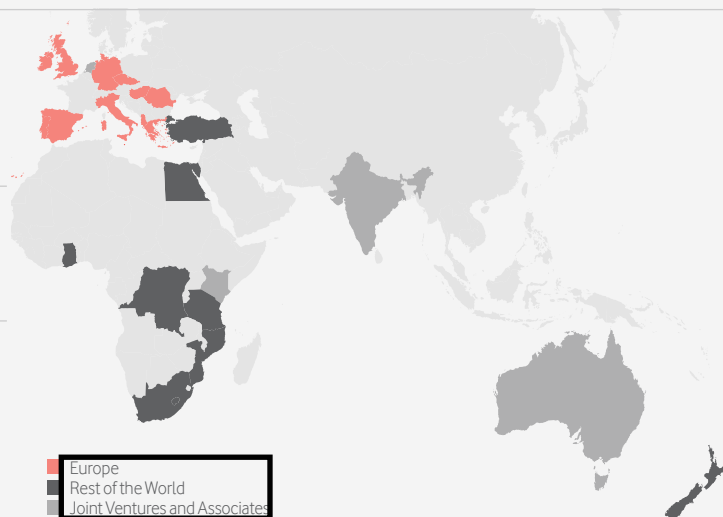 Europe
Rest of the World
Joint Ventures and Associates